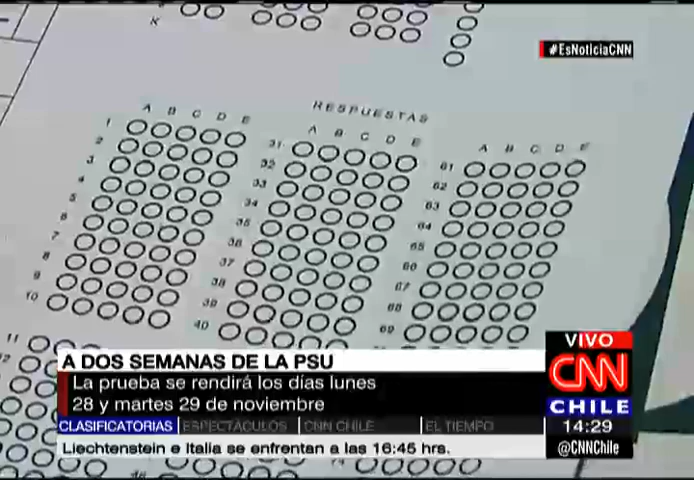 K
#EsNoticiaCNN
RESPUESTAS
A B C D E
A B C D E
A B C D E
1
2
3
4
5
6
7
8
9
10
11
31
32
33
34
35
36
37
38
39
40
61
62
63
64
65
66
67
68
69
A DOS SEMANAS DE LA PSU
La prueba se rendirá los días lunes
28 y martes 29 de noviembre
CLASIFICATORIAS ESPECTÁCULOS CNN CHILE EL TIEMPO
Liechtenstein e Italia se enfrentan a las 16:45 hrs.
VIVO
CNN
CHILE
14:29
@CNNChile